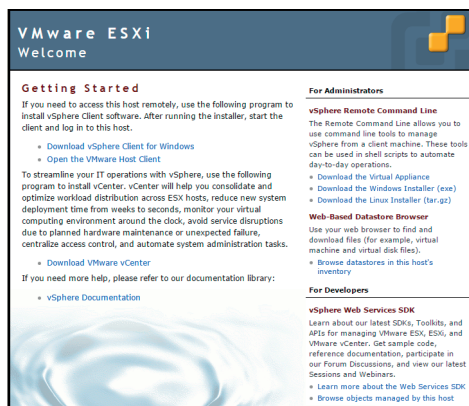 VMware ESXi
Welcome
Getting Started
If you need to access this host remotely, use the following program to
install vSphere Client software. After running the installer, start the
client and log in to this host.
Download vSphere Client for Windows
Open the VMware Host Client
To streamline your IT operations with vSphere, use the following
program to install vCenter. vCenter will help you consolidate and
optimize workload distribution across ESX hosts, reduce new system
deployment time from weeks to seconds, monitor your virtual
computing environment around the clock, avoid service disruptions
due to planned hardware maintenance or unexpected failure,
centralize access control, and automate system administration tasks.
Download VMware vCenter
If you need more help, please refer to our documentation library:
vSphere Documentation
For Administrators
vSphere Remote Command Line
The Remote Command Line allows you to
use command line tools to manage
vSphere from a client machine. These tools
can be used in shell scripts to automate
day-to-day operations.
Download the Virtual Appliance
Download the Windows Installer (exe)
Download the Linux Installer (tar.gz)
Web-Based Datastore Browser
Use your web browser to find and
download files (for example, virtual
machine and virtual disk files).
Browse datastores in this host's
inventory
For Developers
vSphere Web Services SDK
Learn about our latest SDKs, Toolkits, and
APIs for managing VMware ESX, ESXi, and
VMware vCenter. Get sample code,
reference documentation, participate in
our Forum Discussions, and view our latest
Sessions and Webinars.
Learn more about the Web Services SDK
Browse objects managed by this host